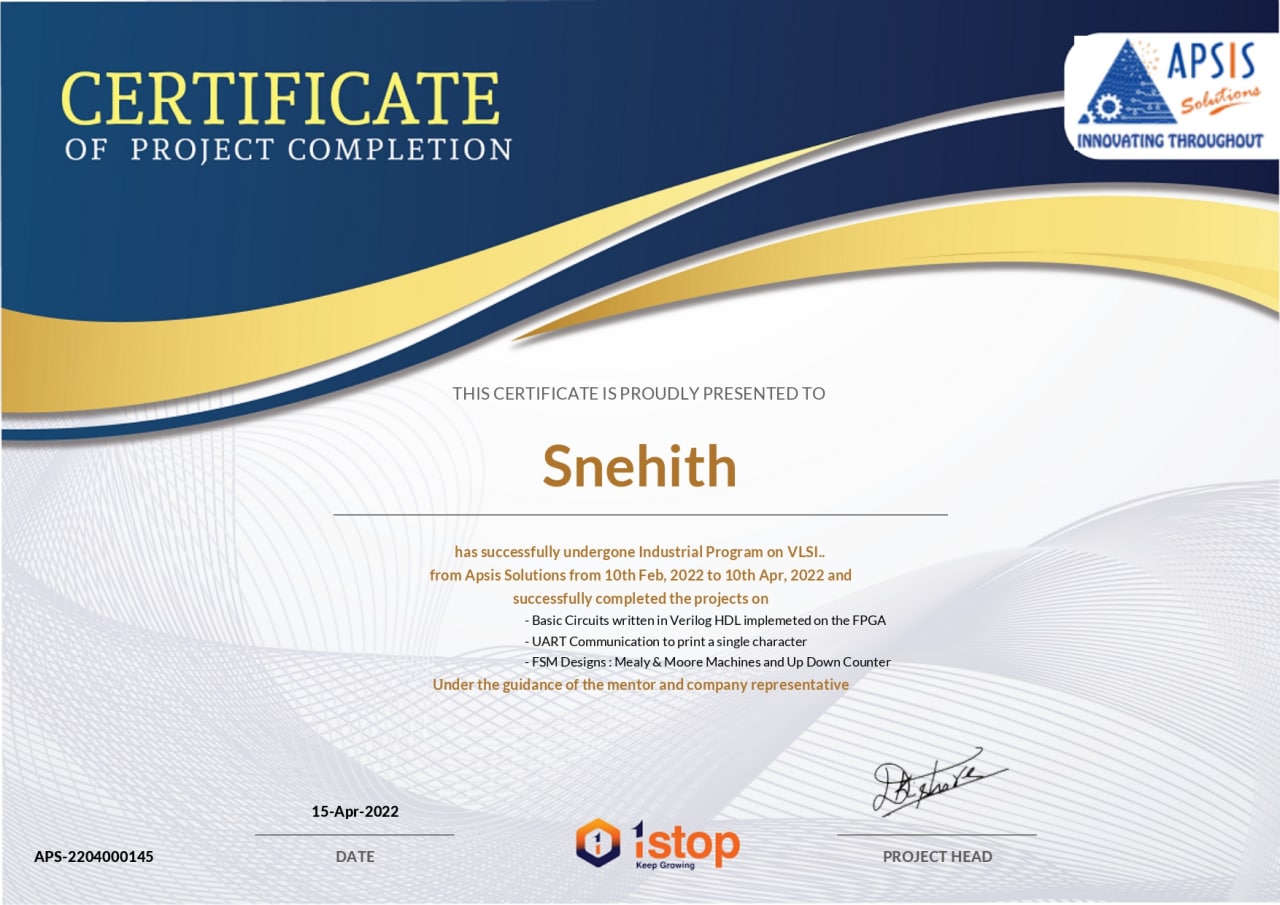 CERTIFICATE
OF PROJECT COMPLETION
APSIS
Solutions
INNOVATING THROUGHOUT
THIS CERTIFICATE IS PROUDLY PRESENTED TO
Snehith
has successfully undergone Industrial Program on VLSI..
from Apsis Solutions from 10th Feb, 2022 to 10th Apr, 2022 and
successfully completed the projects on
- Basic Circuits written in Verilog HDL implemeted on the FPGA
- UART Communication to print a single character
- FSM Designs : Mealy & Moore Machines and Up Down Counter
Under the guidance of the mentor and company representative
15-Apr-2022
APS-2204000145
DATE
1
1stop
Keep Growing
PROJECT HEAD